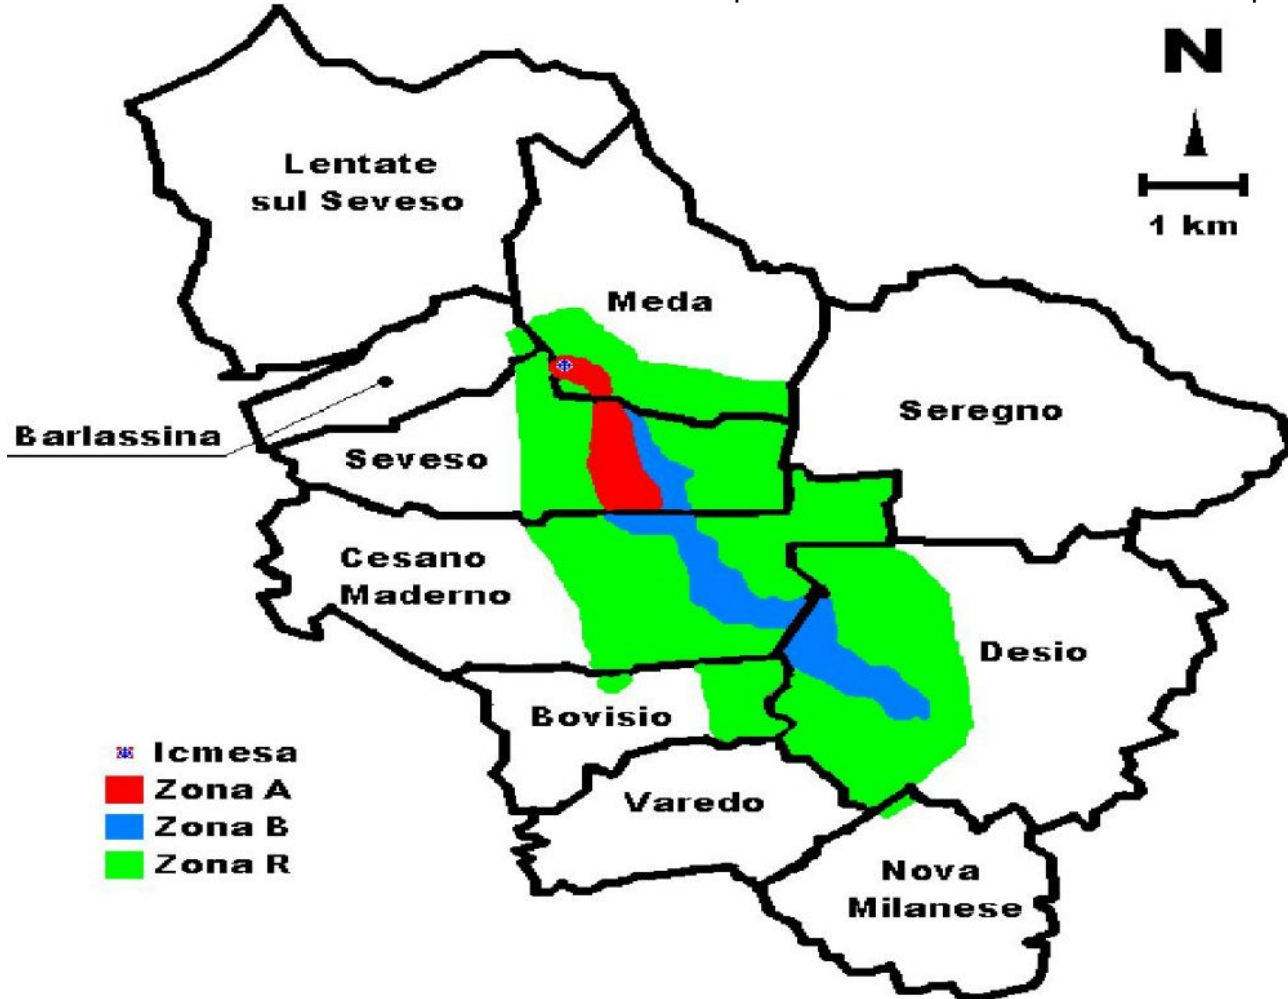 N
1 km
Lentate
sul Seveso
Meda
Seregno
Barlassina
Seveso
Cesano
Maderno
Desio
Bovisio
Varedo
Nova
Milanese
Icmesa
Zona A
Zona B
Zona R